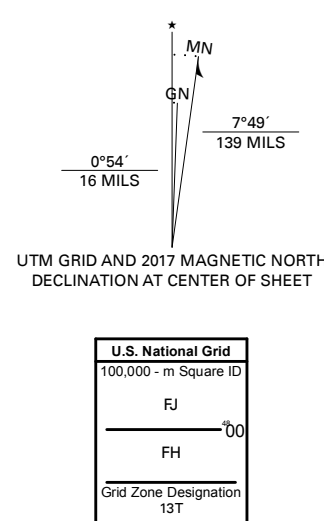 MN
GN
7°49´
139 MILS
0°54´
16 MILS
UTM GRID AND 2017 MAGNETIC NORTH
DECLINATION AT CENTER OF SHEET
U.S. National Grid
100,000 - m Square ID
FJ
00
FH
Grid Zone Designation
13T